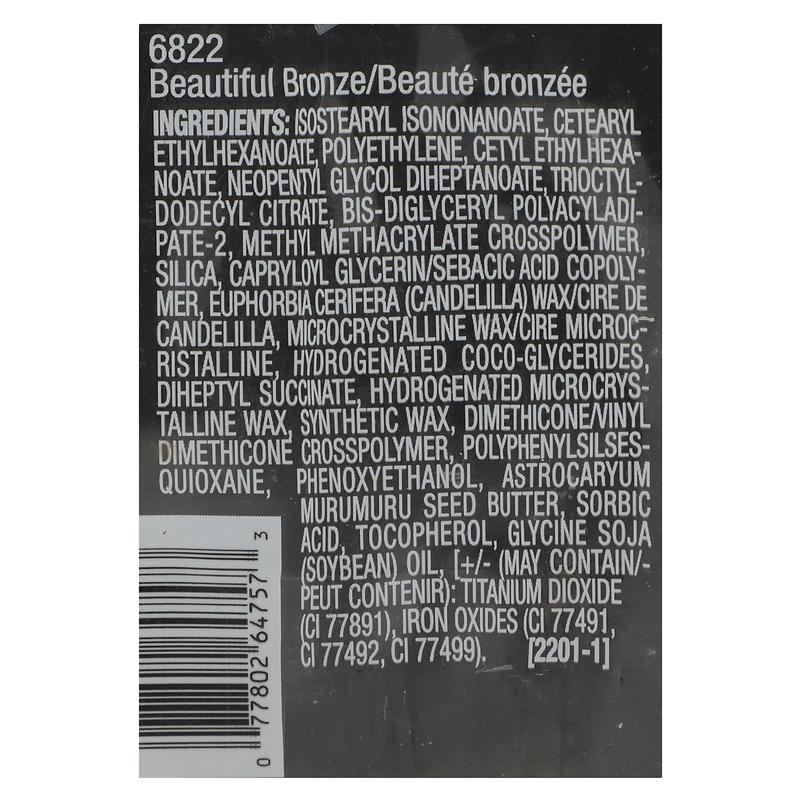 6822
Beautiful Bronze/Beauté bronzée
INGREDIENTS: ISOSTEARYL ISONONANOATE, CETEARYL
ETHYLHEXANOATE, POLYETHYLENE, CETYL ETHYLHEXA-
NOATE, NEOPENTYL GLYCOL DIHEPTANOATE, TRIOCTYL-
DODECYL CITRATE, BIS-DIGLYCERYL POLYACYLADI-
PATE-2, METHYL METHACRYLATE CROSSPOLYMER,
SILICA, CAPRYLOYL GLYCERIN/SEBACIC ACID COPOLY-
MER, EUPHORBIA CERIFERA (CANDELILLA) WAX/CIRE DE
CANDELILLA, MICROCRYSTALLINE WAX/CIRE MICROC-
RISTALLINE, HYDROGENATED COCO-GLYCERIDES,
DIHEPTYL SUCCINATE, HYDROGENATED MICROCRYS-
TALLINE WAX, SYNTHETIC WAX, DIMETHICONE/VINYL
DIMETHICONE CROSSPOLYMER, POLYPHENYLSILSES-
QUIOXANE, PHENOXYETHANOL, ASTROCARYUM
MURUMURU SEED BUTTER, SORBIC
ACID, TOCOPHEROL, GLYCINE SOJA
(SOYBEAN) OIL, [+/- (MAY CONTAIN/-
PEUT CONTENIR): TITANIUM DIOXIDE
(CI 77891), IRON OXIDES (CI 77491,
CI 77492, CI 77499). [2201-1]
0 77802 64757 3